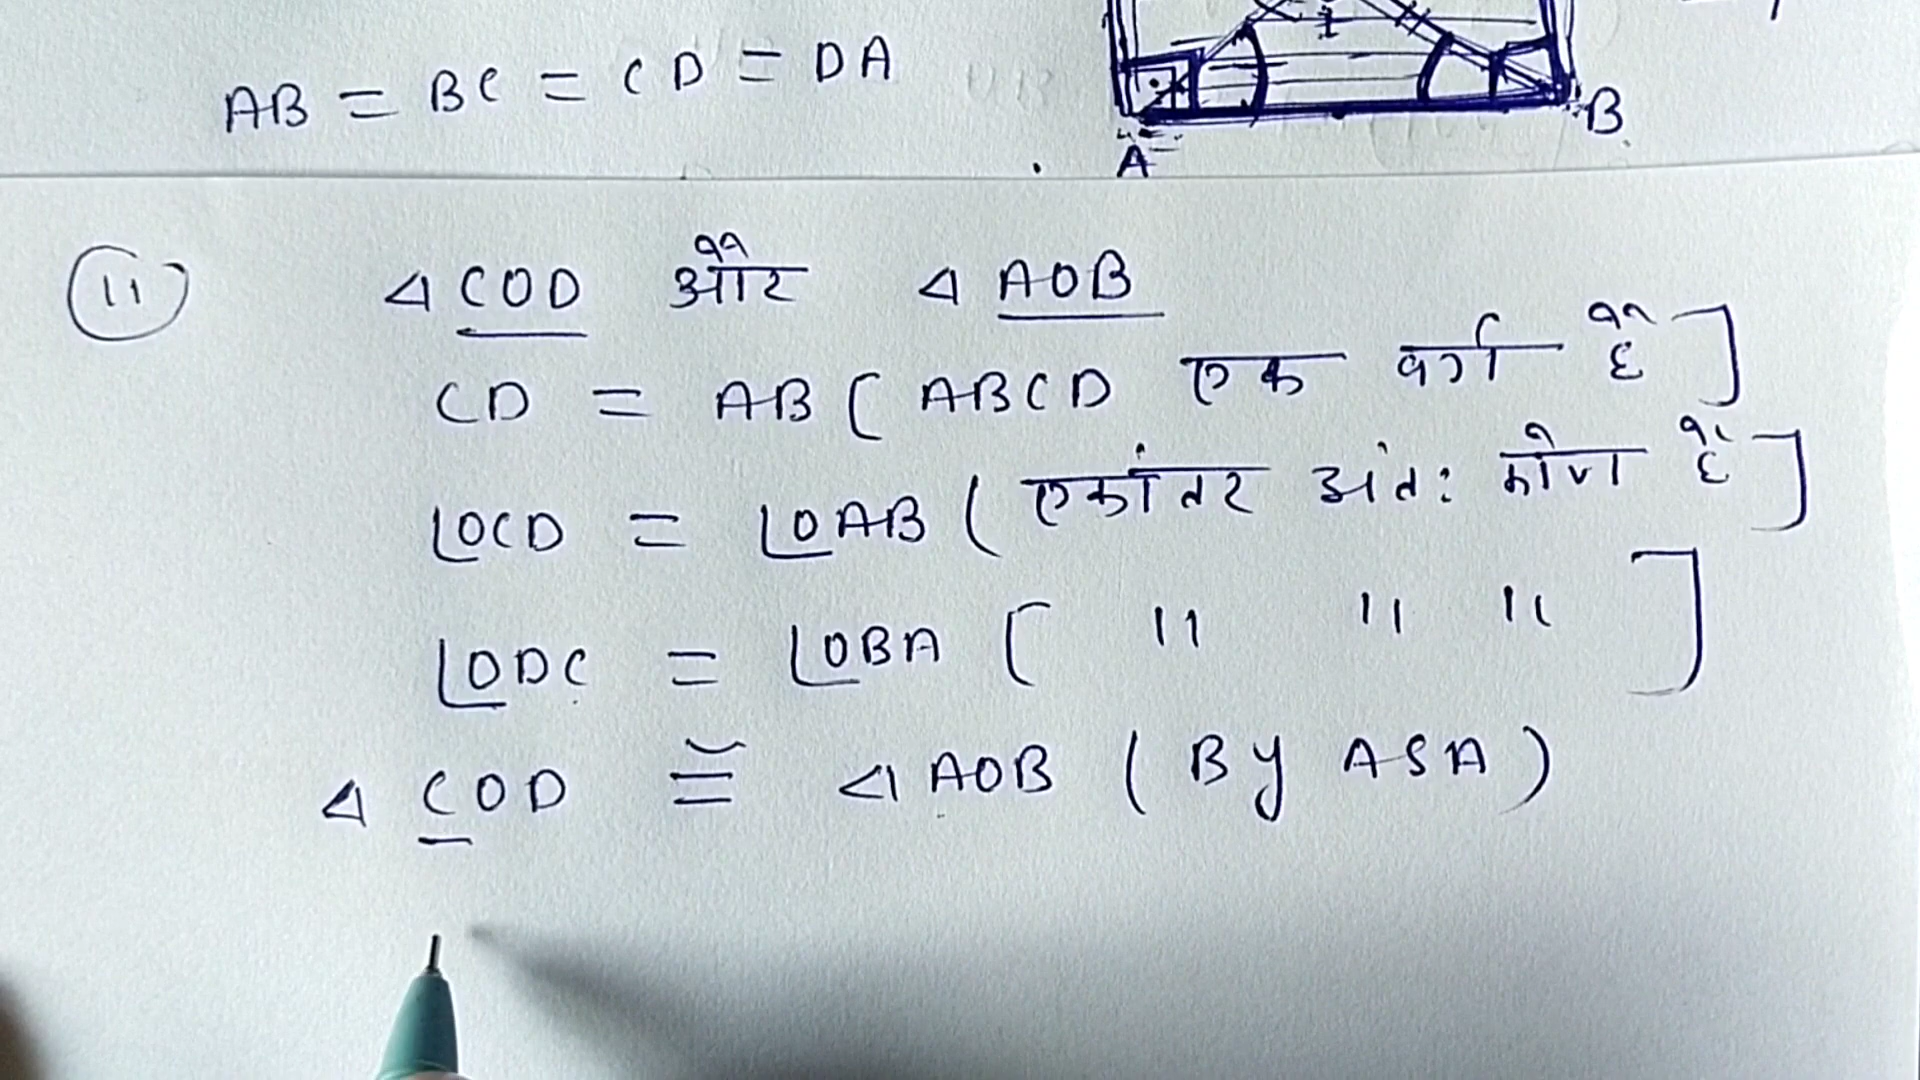 AB = BC = CD = DA
B
A
11
△ COD और △ AOB
CD = AB [ ABCD एक वर्ग है ]
∠OCD = ∠OAB ( एकांतर अंत: कोण है ]
∠ODC = ∠OBA [ " " " ]
△ COD ≅ △ AOB ( By ASA )